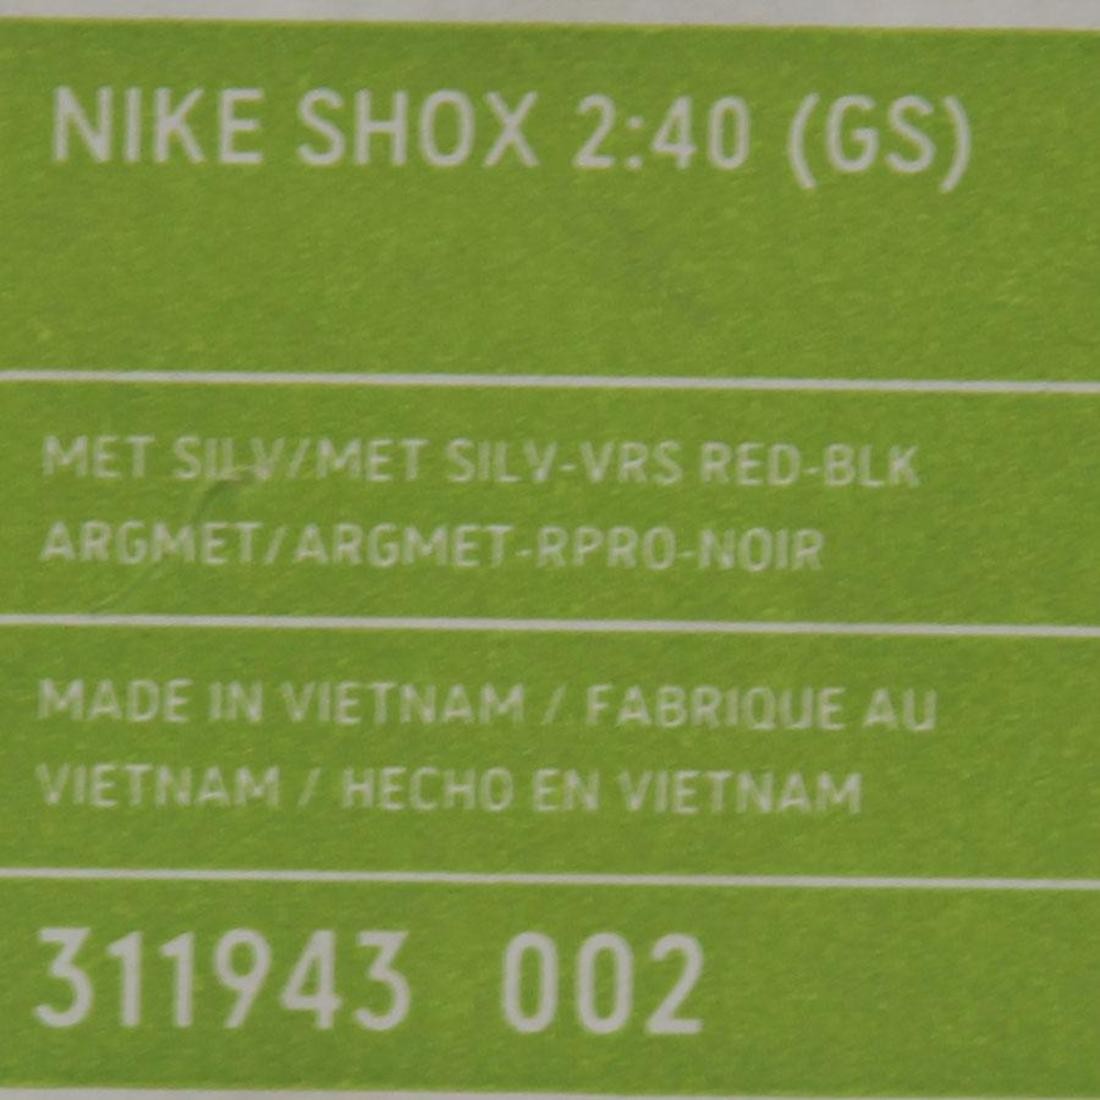 NIKE SHOX 2:40 (GS)
MET SILV/MET SILV-VRS RED-BLK
ARGMET/ARGMET-RPRO-NOIR
MADE IN VIETNAM / FABRIQUE AU
VIETNAM / HECHO EN VIETNAM
311943 002